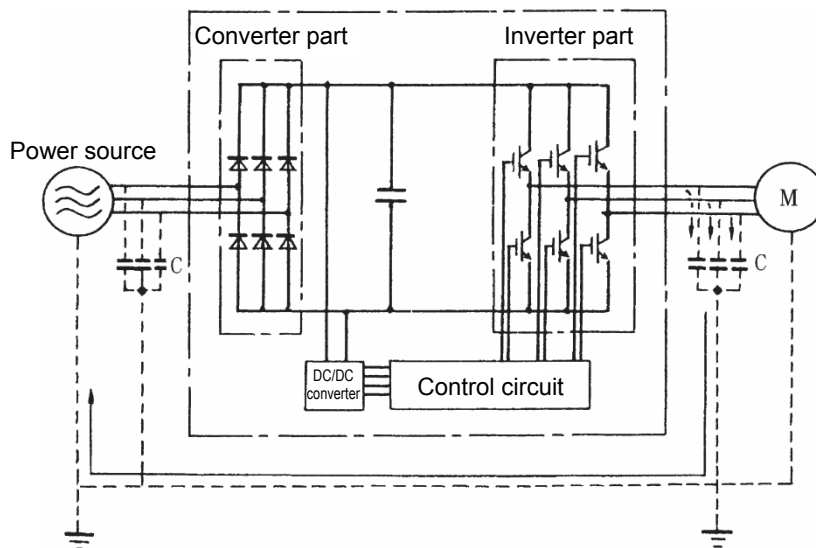 Converter part
Inverter part
Power source
M
C
C
DC/DC
converter
Control circuit